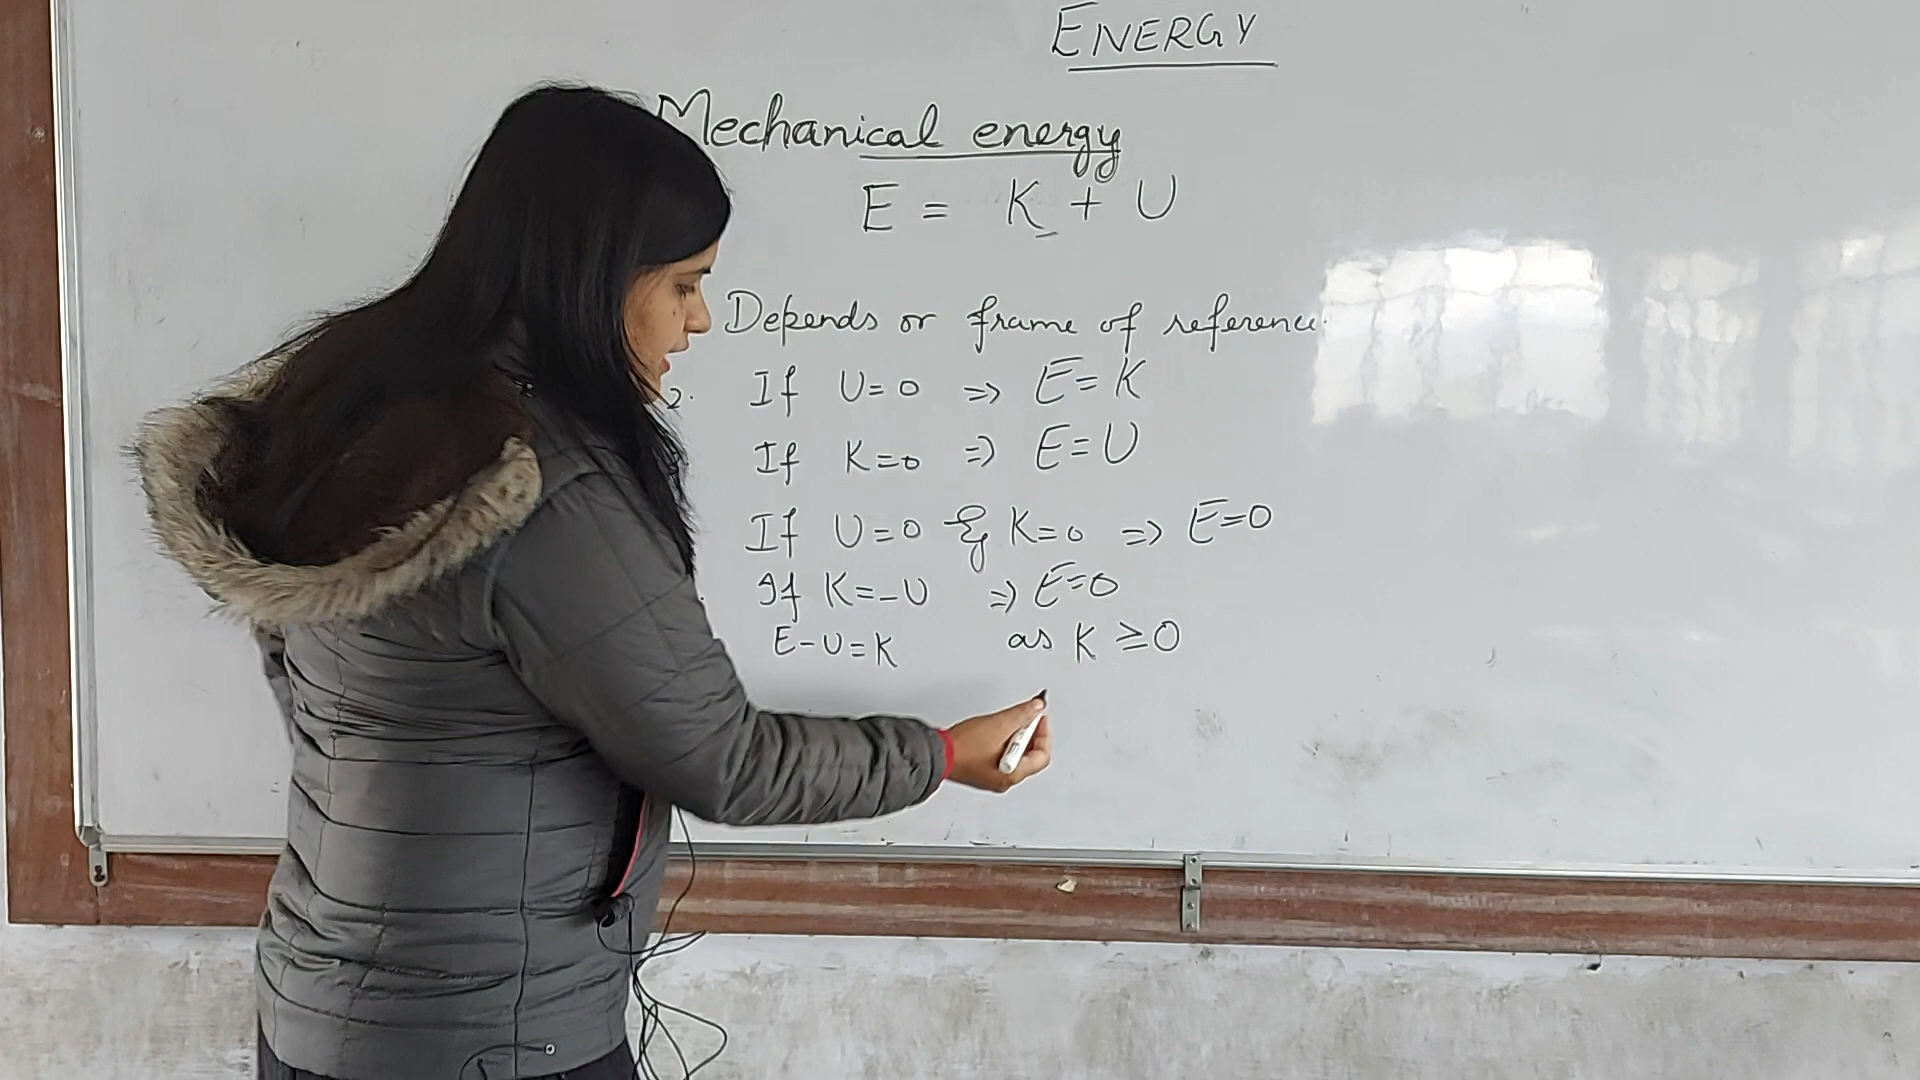 ENERGY
Mechanical energy
E = K + U
Depends or frame of reference.
2. If U=0 => E=K
If K=0 => E=U
If U=0 & K=0 => E=0
If K=-U => E=0
E-U=K as K ≥0